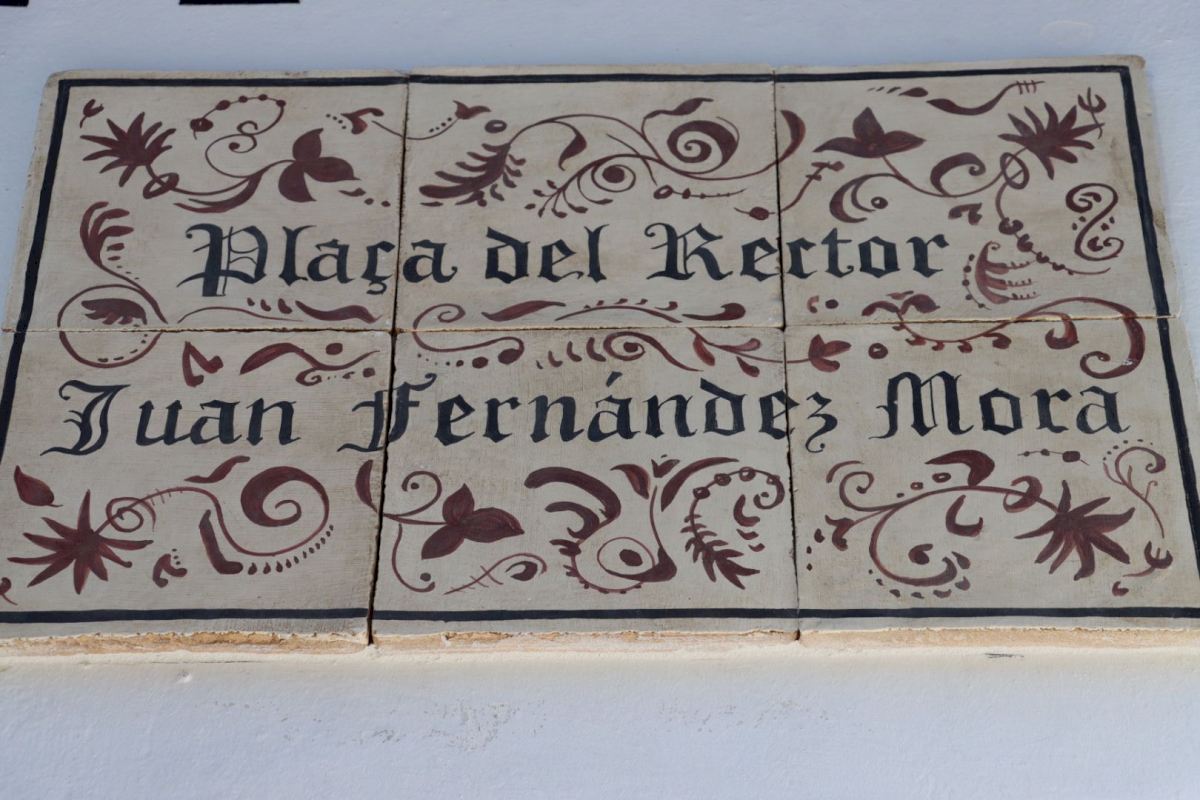 Plaça del Rector
Juan Fernández Mora